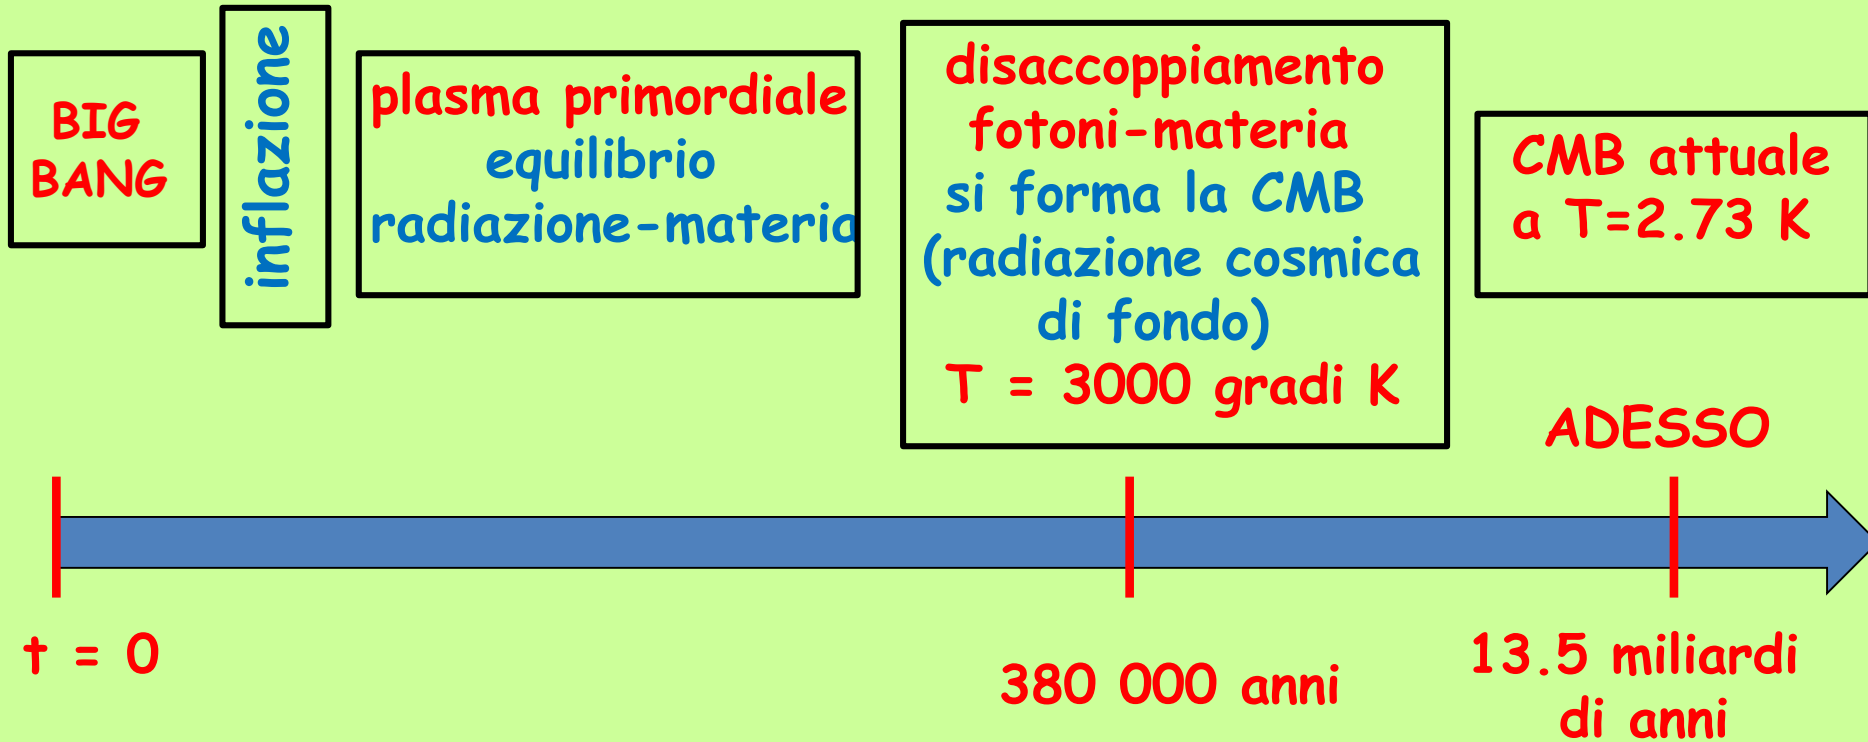 BIG
BANG
inflazione
plasma primordiale
equilibrio
radiazione-materia
disaccoppiamento
fotoni-materia
si forma la CMB
(radiazione cosmica
di fondo)
T = 3000 gradi K
CMB attuale
a T=2.73 K
ADESSO
t = 0
380 000 anni
13.5 miliardi
di anni